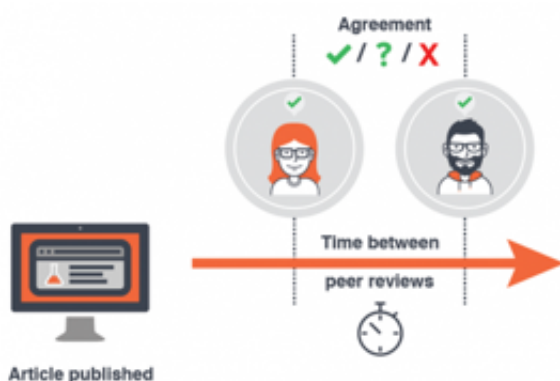 Agreement
✓ / ? / X
Time between
peer reviews
Article published